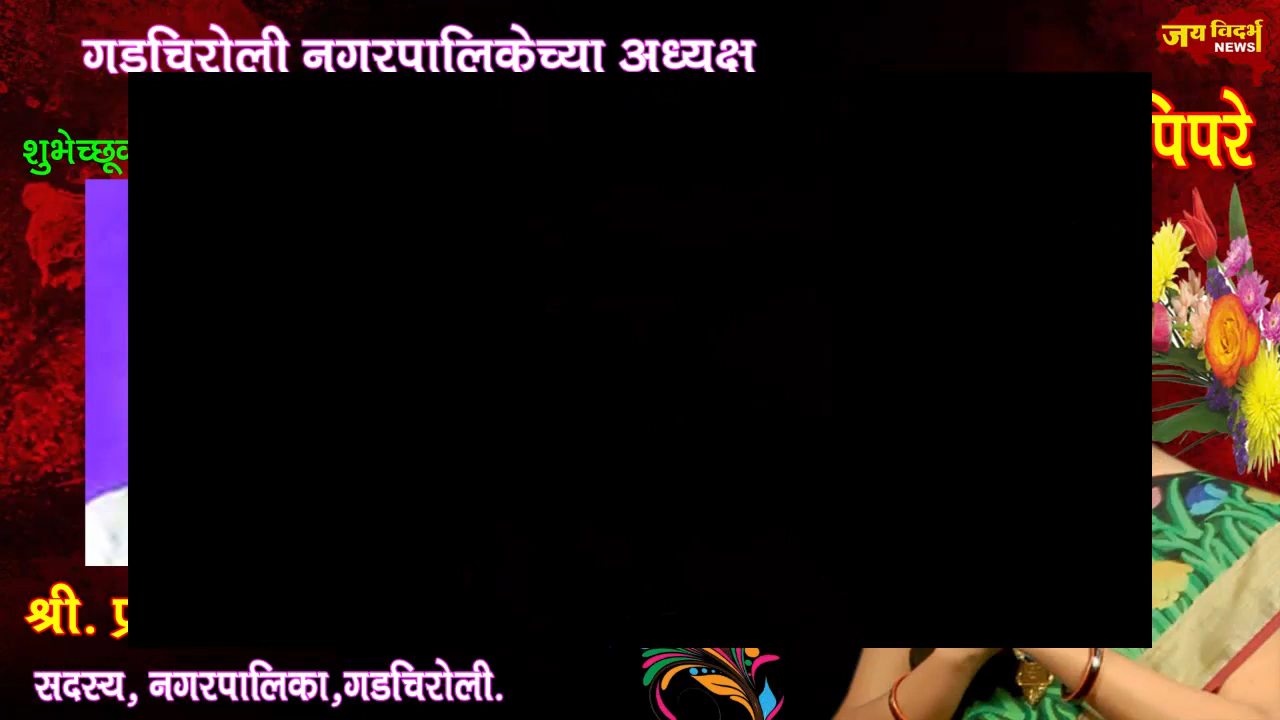 गडचिरोली नगरपालिकेच्या अध्यक्ष
जय विदर्भ
NEWS
पिपरे
श्री.
सदस्य, नगरपालिका,गडचिरोली.